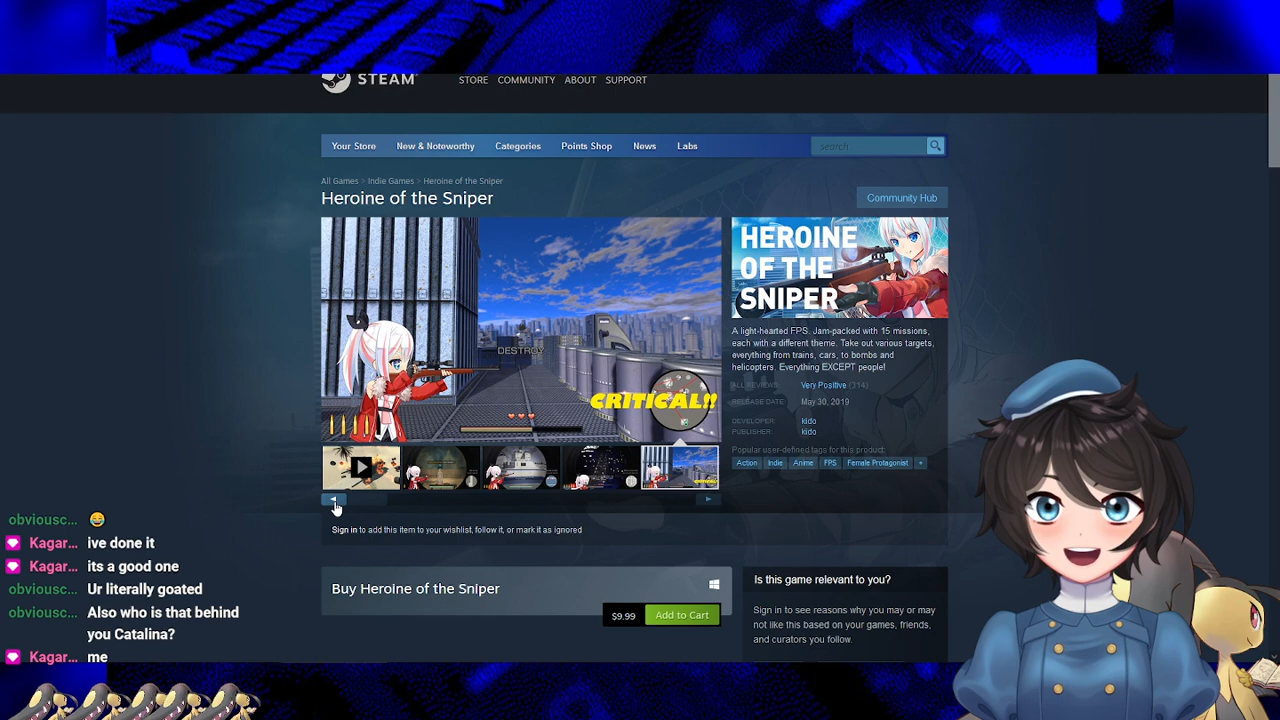 STEAM
STORE COMMUNITY ABOUT SUPPORT
Your Store New & Noteworthy Categories Points Shop News Labs search
All Games > Indie Games > Heroine of the Sniper
Heroine of the Sniper
Community Hub
DESTROY
CRITICAL!!
HEROINE
OF THE
SNIPER
A light-hearted FPS. Jam-packed with 15 missions,
each with a different theme. Take out various targets,
everything from trains, cars, to bombs and
helicopters. Everything EXCEPT people!
ALL REVIEWS: Very Positive (314)
RELEASE DATE: May 30, 2019
DEVELOPER: kido
PUBLISHER: kido
Popular user-defined tags for this product:
Action Indie Anime FPS Female Protagonist +
Sign in to add this item to your wishlist, follow it, or mark it as ignored
Buy Heroine of the Sniper
$9.99 Add to Cart
Is this game relevant to you?
Sign in to see reasons why you may or may
not like this based on your games, friends,
and curators you follow.
obviousc... 😂
Kagar... ive done it
Kagar... its a good one
obviousc... Ur literally goated
obviousc... Also who is that behind
you Catalina?
Kagar... me